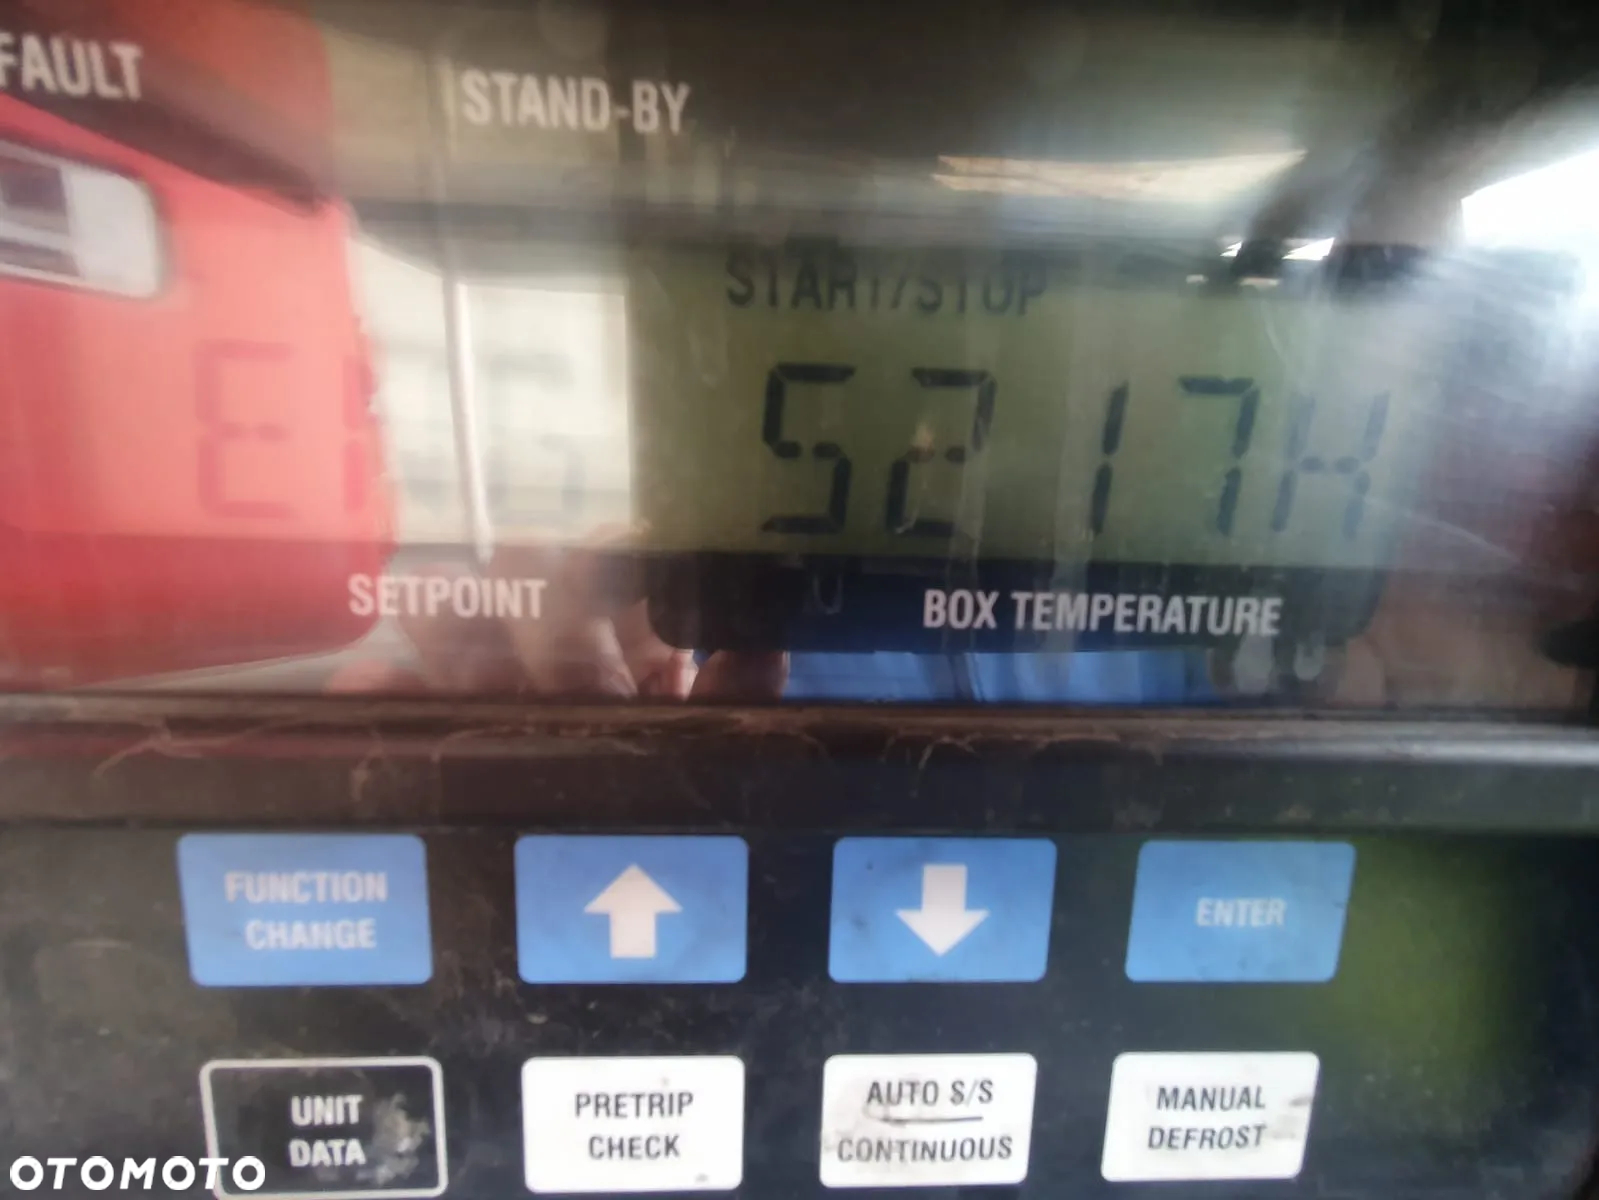 FAULT
STAND-BY
START/STOP
5217H
SETPOINT
BOX TEMPERATURE
FUNCTION
CHANGE
ENTER
UNIT
DATA
PRETRIP
CHECK
AUTO S/S
CONTINUOUS
MANUAL
DEFROST
OTOMOTO